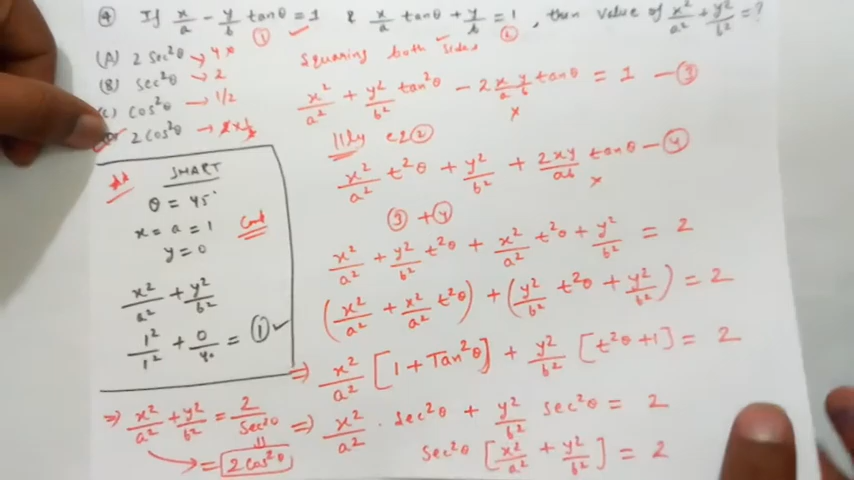 ④ If x/a - y/b tanθ = 1 & x/a tanθ + y/b = 1, then value of x²/a² + y²/b² = ?
① ✓ ②
(A) 2 sec²θ → 4 ×
(B) sec²θ → 2
(C) cos²θ → 1/2
2cos²θ →
Squaring both sides
x²/a² + y²/b² tan²θ - 2 x/a y/b tanθ = 1 - ③
×
||ly eq ②
x²/a² t²θ + y²/b² + 2xy/ab tanθ - ④
×
③ + ④
x²/a² + y²/b² t²θ + x²/a² t²θ + y²/b² = 2
(x²/a² + x²/a² t²θ) + (y²/b² t²θ + y²/b²) = 2
⇒ x²/a² [1 + Tan²θ] + y²/b² [t²θ + 1] = 2
⇒ x²/a² . sec²θ + y²/b² sec²θ = 2
sec²θ [x²/a² + y²/b²] = 2
⇒ x²/a² + y²/b² = 2/sec²θ
= 2cos²θ
SMART
θ = 45°
x = a = 1
y = 0
x²/a² + y²/b²
1²/1² + 0/40 = ① ✓